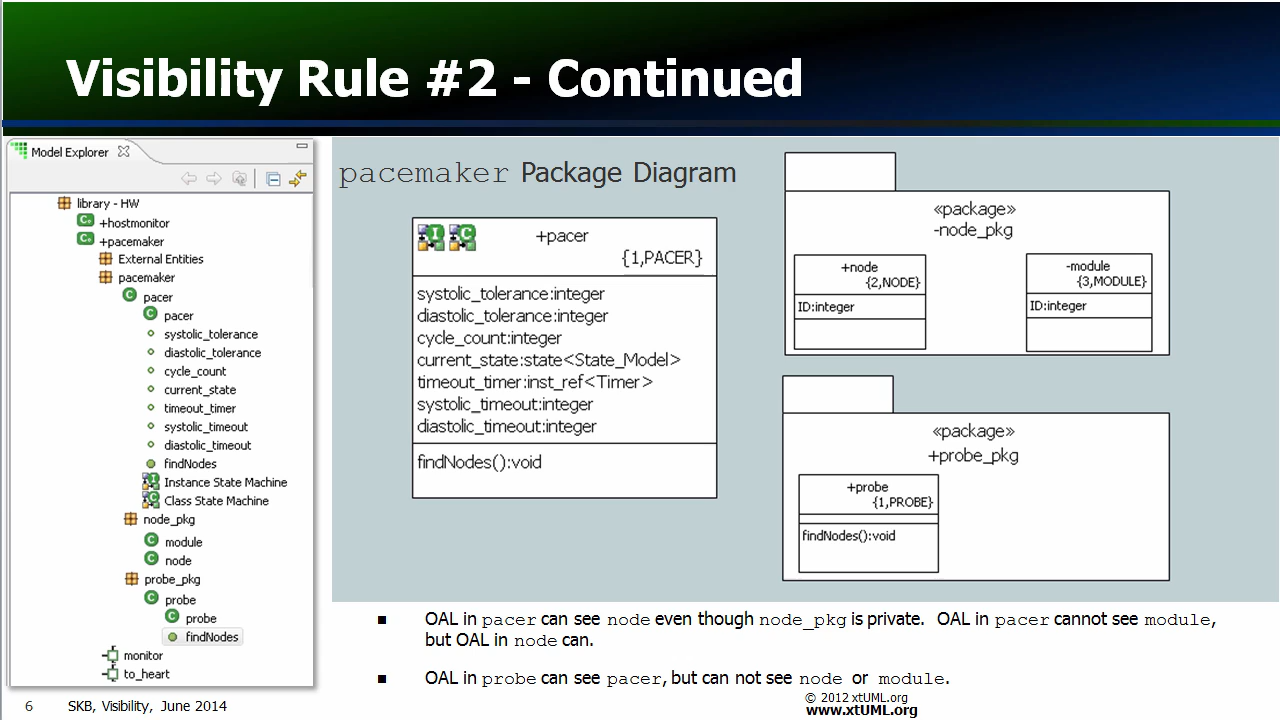 Visibility Rule #2 - Continued
Model Explorer
library - HW
+hostmonitor
+pacemaker
External Entities
pacemaker
pacer
pacer
systolic_tolerance
diastolic_tolerance
cycle_count
current_state
timeout_timer
systolic_timeout
diastolic_timeout
findNodes
Instance State Machine
Class State Machine
node_pkg
module
node
probe_pkg
probe
probe
findNodes
monitor
to_heart
pacemaker Package Diagram
+pacer
{1,PACER}
systolic_tolerance:integer
diastolic_tolerance:integer
cycle_count:integer
current_state:state<State_Model>
timeout_timer:inst_ref<Timer>
systolic_timeout:integer
diastolic_timeout:integer
findNodes():void
«package»
-node_pkg
+node
{2,NODE}
ID:integer
-module
{3,MODULE}
ID:integer
«package»
+probe_pkg
+probe
{1,PROBE}
findNodes():void
■ OAL in pacer can see node even though node_pkg is private. OAL in pacer cannot see module,
but OAL in node can.
■ OAL in probe can see pacer, but can not see node or module.
6 SKB, Visibility, June 2014
© 2012 xtUML.org
www.xtUML.org